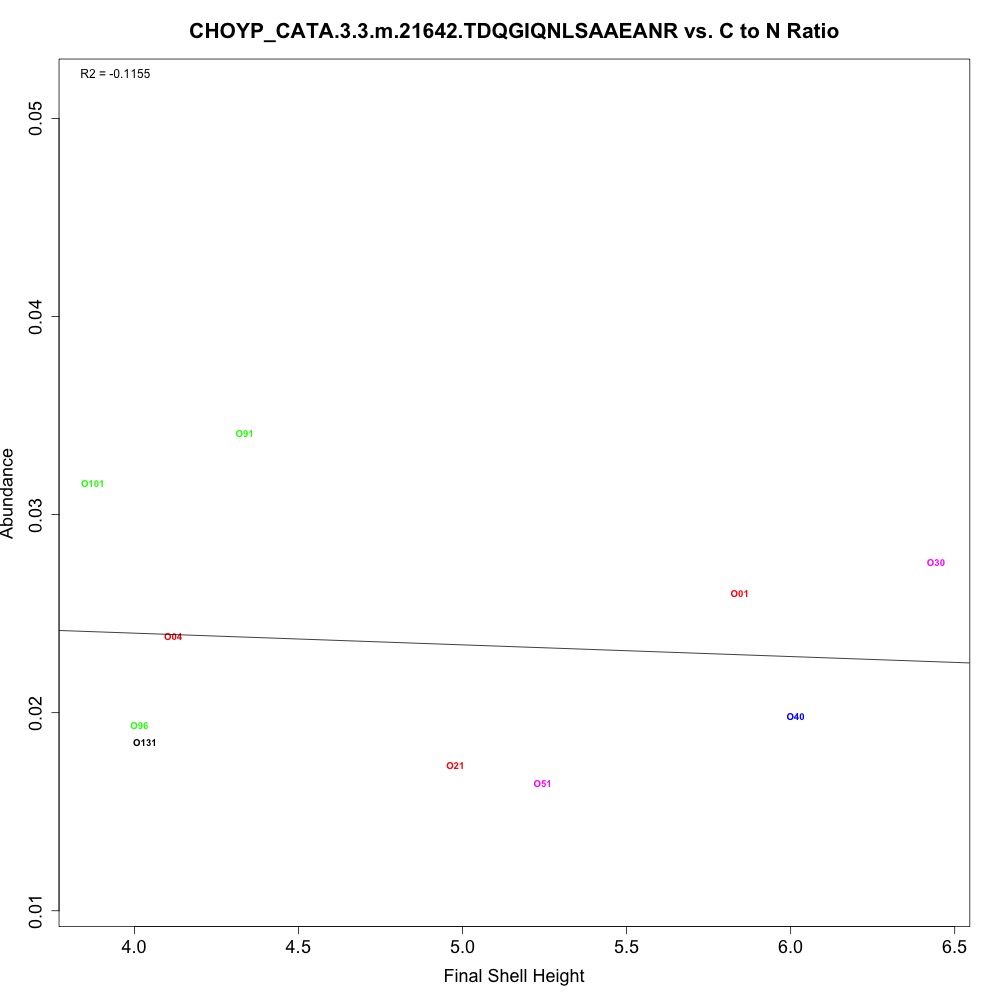 CHOYP_CATA.3.3.m.21642.TDQGIQNLSAAEANR vs. C to N Ratio
R2 = -0.1155
0.05
0.04
O91
O101
0.03
O30
O01
O04
0.02
O40
O96
O131
O21
O51
0.01
Abundance
4.0 4.5 5.0 5.5 6.0 6.5
Final Shell Height